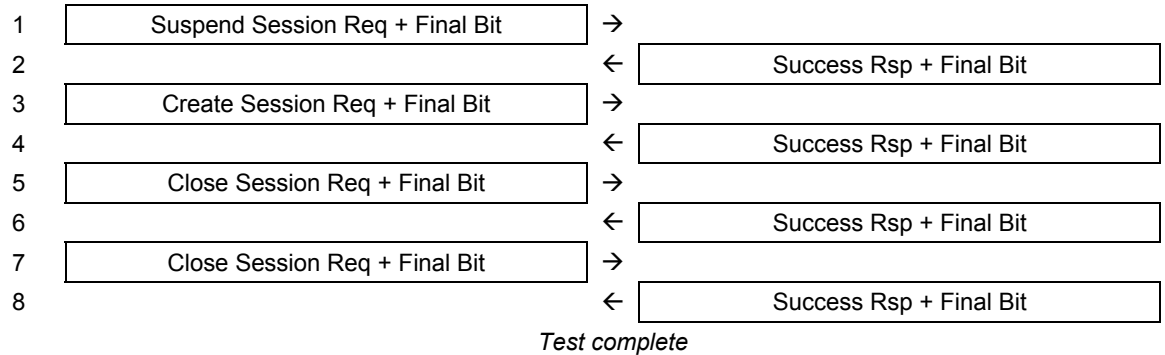 1 Suspend Session Req + Final Bit →
2 ← Success Rsp + Final Bit
3 Create Session Req + Final Bit →
4 ← Success Rsp + Final Bit
5 Close Session Req + Final Bit →
6 ← Success Rsp + Final Bit
7 Close Session Req + Final Bit →
8 ← Success Rsp + Final Bit
Test complete